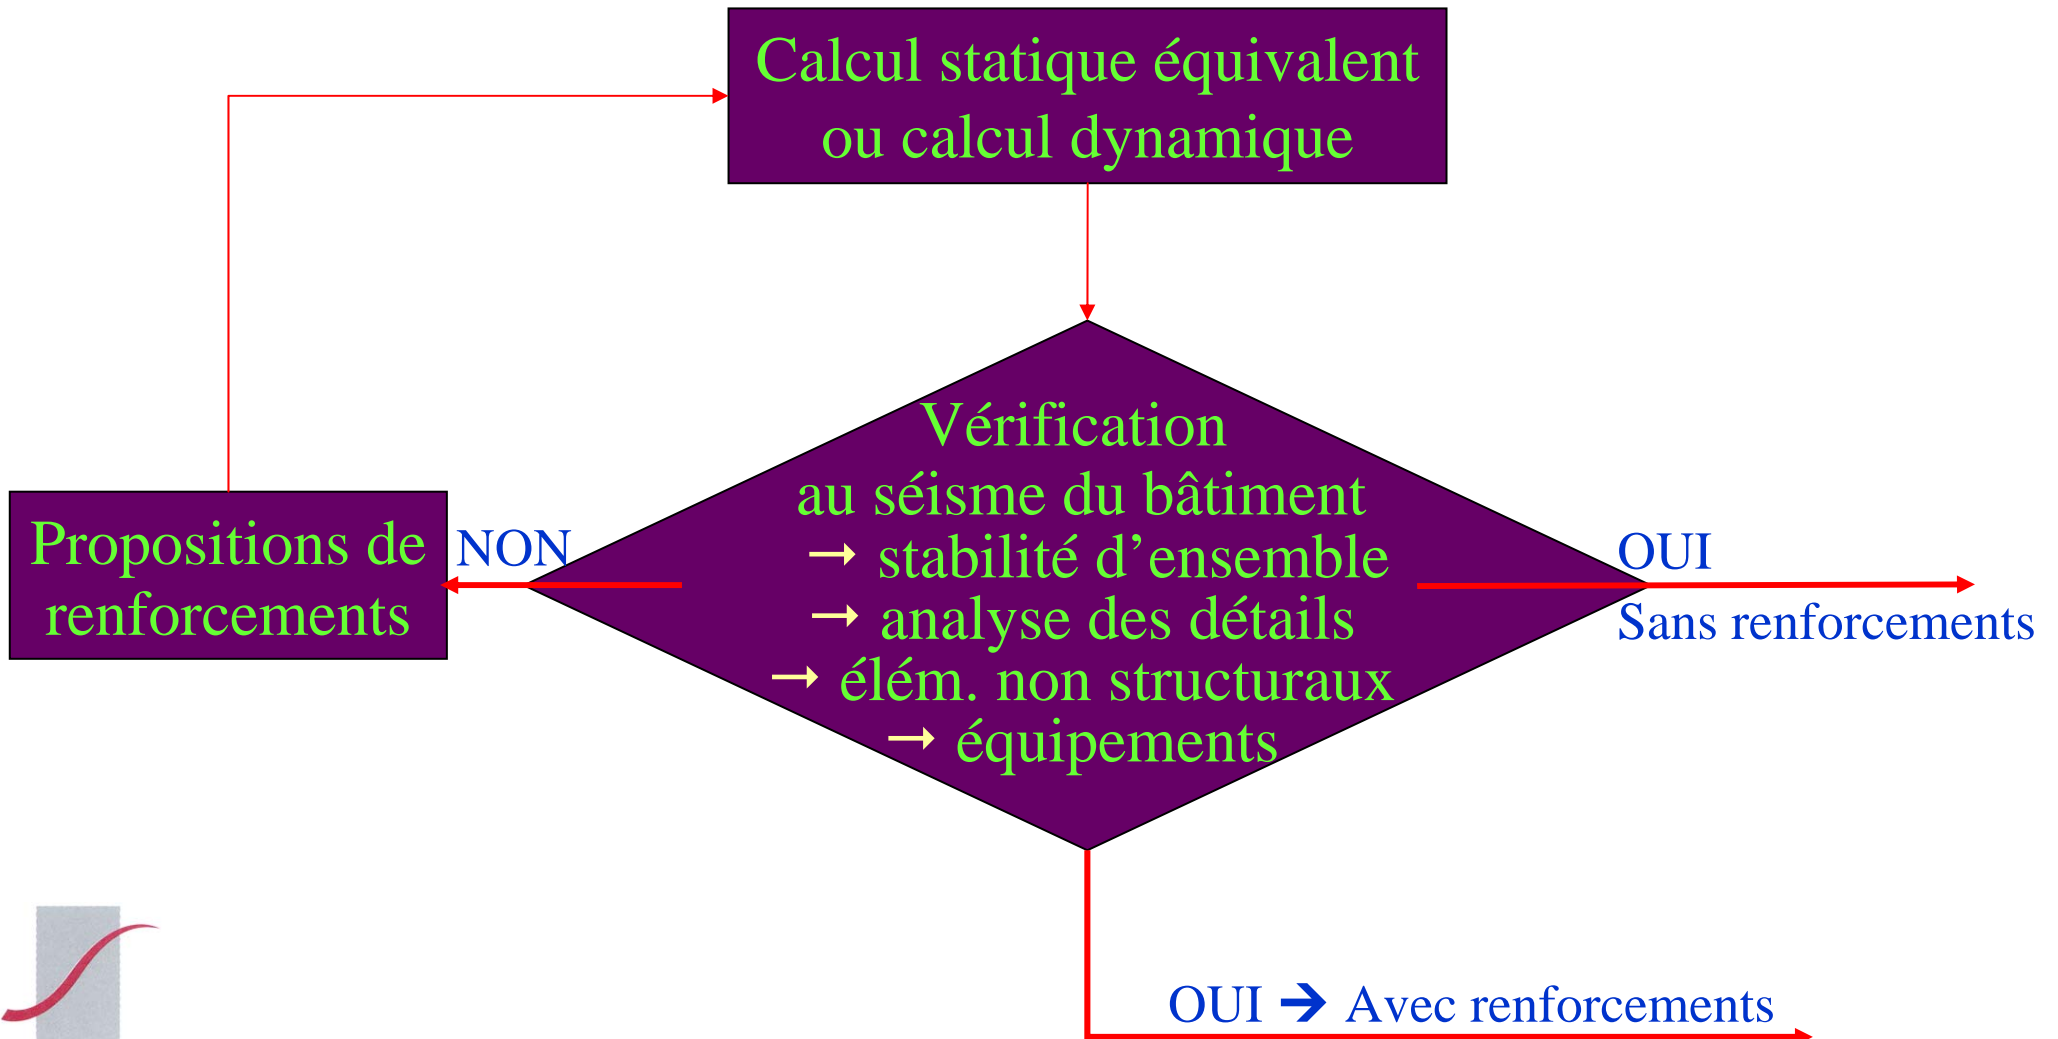 Calcul statique équivalent
ou calcul dynamique
Vérification
au séisme du bâtiment
→ stabilité d’ensemble
→ analyse des détails
→ élém. non structuraux
→ équipements
Propositions de
renforcements
NON
OUI
Sans renforcements
OUI → Avec renforcements